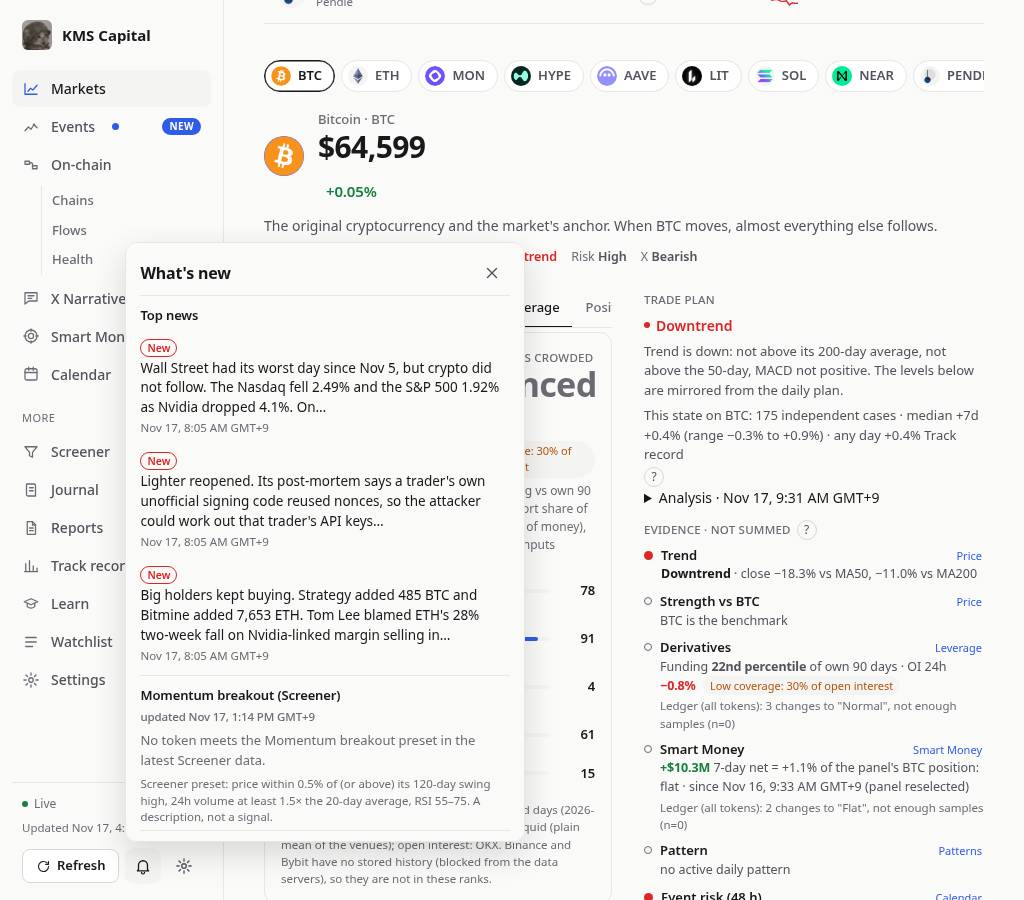 KMS Capital
Markets
Events
NEW
On-chain
Chains
Flows
Health
X Narrative
Smart Mon
Calendar
MORE
Screener
Journal
Reports
Track recor
Learn
Watchlist
Settings
Live
Updated Nov 17, 4:
Refresh
Pendle
BTC
ETH
MON
HYPE
AAVE
LIT
SOL
NEAR
PENDL
Bitcoin · BTC
$64,599
+0.05%
The original cryptocurrency and the market's anchor. When BTC moves, almost everything else follows.
trend Risk High X Bearish
What's new
Top news
New
Wall Street had its worst day since Nov 5, but crypto did
not follow. The Nasdaq fell 2.49% and the S&P 500 1.92%
as Nvidia dropped 4.1%. On…
Nov 17, 8:05 AM GMT+9
New
Lighter reopened. Its post-mortem says a trader's own
unofficial signing code reused nonces, so the attacker
could work out that trader's API keys…
Nov 17, 8:05 AM GMT+9
New
Big holders kept buying. Strategy added 485 BTC and
Bitmine added 7,653 ETH. Tom Lee blamed ETH's 28%
two-week fall on Nvidia-linked margin selling in…
Nov 17, 8:05 AM GMT+9
Momentum breakout (Screener)
updated Nov 17, 1:14 PM GMT+9
No token meets the Momentum breakout preset in the
latest Screener data.
Screener preset: price within 0.5% of (or above) its 120-day swing
high, 24h volume at least 1.5× the 20-day average, RSI 55–75. A
description, not a signal.
erage
Posi
S CROWDED
nced
e: 30% of
t
g vs own 90
ort share of
of money),
nputs
78
91
4
61
15
d days (2026-
quid (plain
mean of the venues); open interest: OKX. Binance and
Bybit have no stored history (blocked from the data
servers), so they are not in these ranks.
TRADE PLAN
Downtrend
Trend is down: not above its 200-day average, not
above the 50-day, MACD not positive. The levels below
are mirrored from the daily plan.
This state on BTC: 175 independent cases · median +7d
+0.4% (range −0.3% to +0.9%) · any day +0.4% Track
record
?
Analysis · Nov 17, 9:31 AM GMT+9
EVIDENCE · NOT SUMMED ?
Trend
Price
Downtrend · close −18.3% vs MA50, −11.0% vs MA200
Strength vs BTC
Price
BTC is the benchmark
Derivatives
Leverage
Funding 22nd percentile of own 90 days · OI 24h
−0.8% Low coverage: 30% of open interest
Ledger (all tokens): 3 changes to "Normal", not enough
samples (n=0)
Smart Money
Smart Money
+$10.3M 7-day net = +1.1% of the panel's BTC position:
flat · since Nov 16, 9:33 AM GMT+9 (panel reselected)
Ledger (all tokens): 2 changes to "Flat", not enough samples
(n=0)
Pattern
Patterns
no active daily pattern
Event risk (48 h)
Calendar